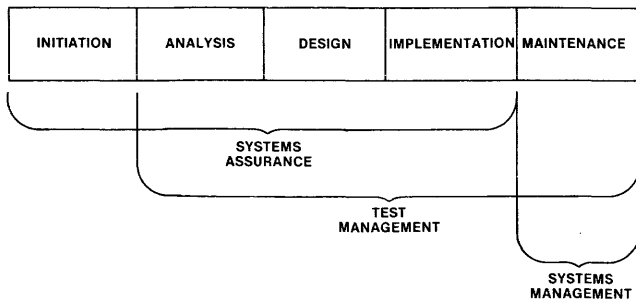 INITIATION ANALYSIS DESIGN IMPLEMENTATION MAINTENANCE
SYSTEMS
ASSURANCE
TEST
MANAGEMENT
SYSTEMS
MANAGEMENT